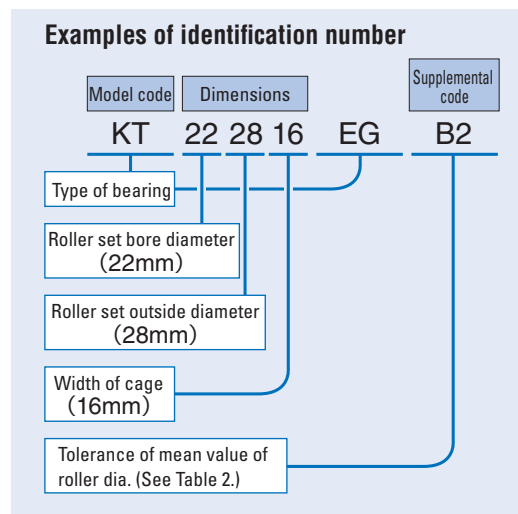 Examples of identification number
Model code Dimensions Supplemental
code
KT 22 28 16 EG B2
Type of bearing
Roller set bore diameter
（22mm）
Roller set outside diameter
（28mm）
Width of cage
（16mm）
Tolerance of mean value of
roller dia. (See Table 2.)